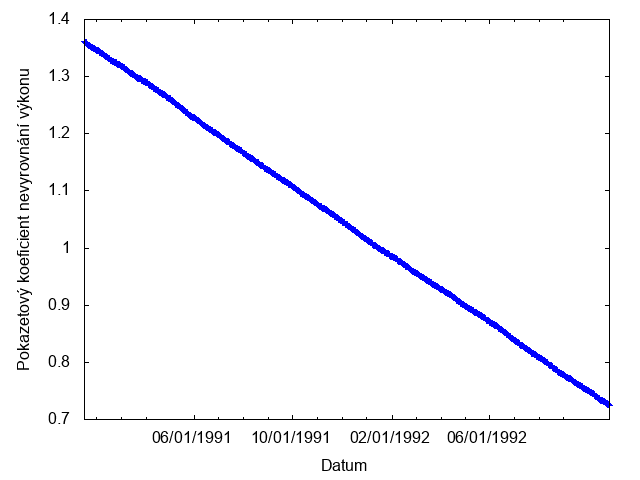 1.4
1.3
1.2
1.1
1
0.9
0.8
0.7
Pokazetový koeficient nevyrovnání výkonu
06/01/1991 10/01/1991 02/01/1992 06/01/1992
Datum